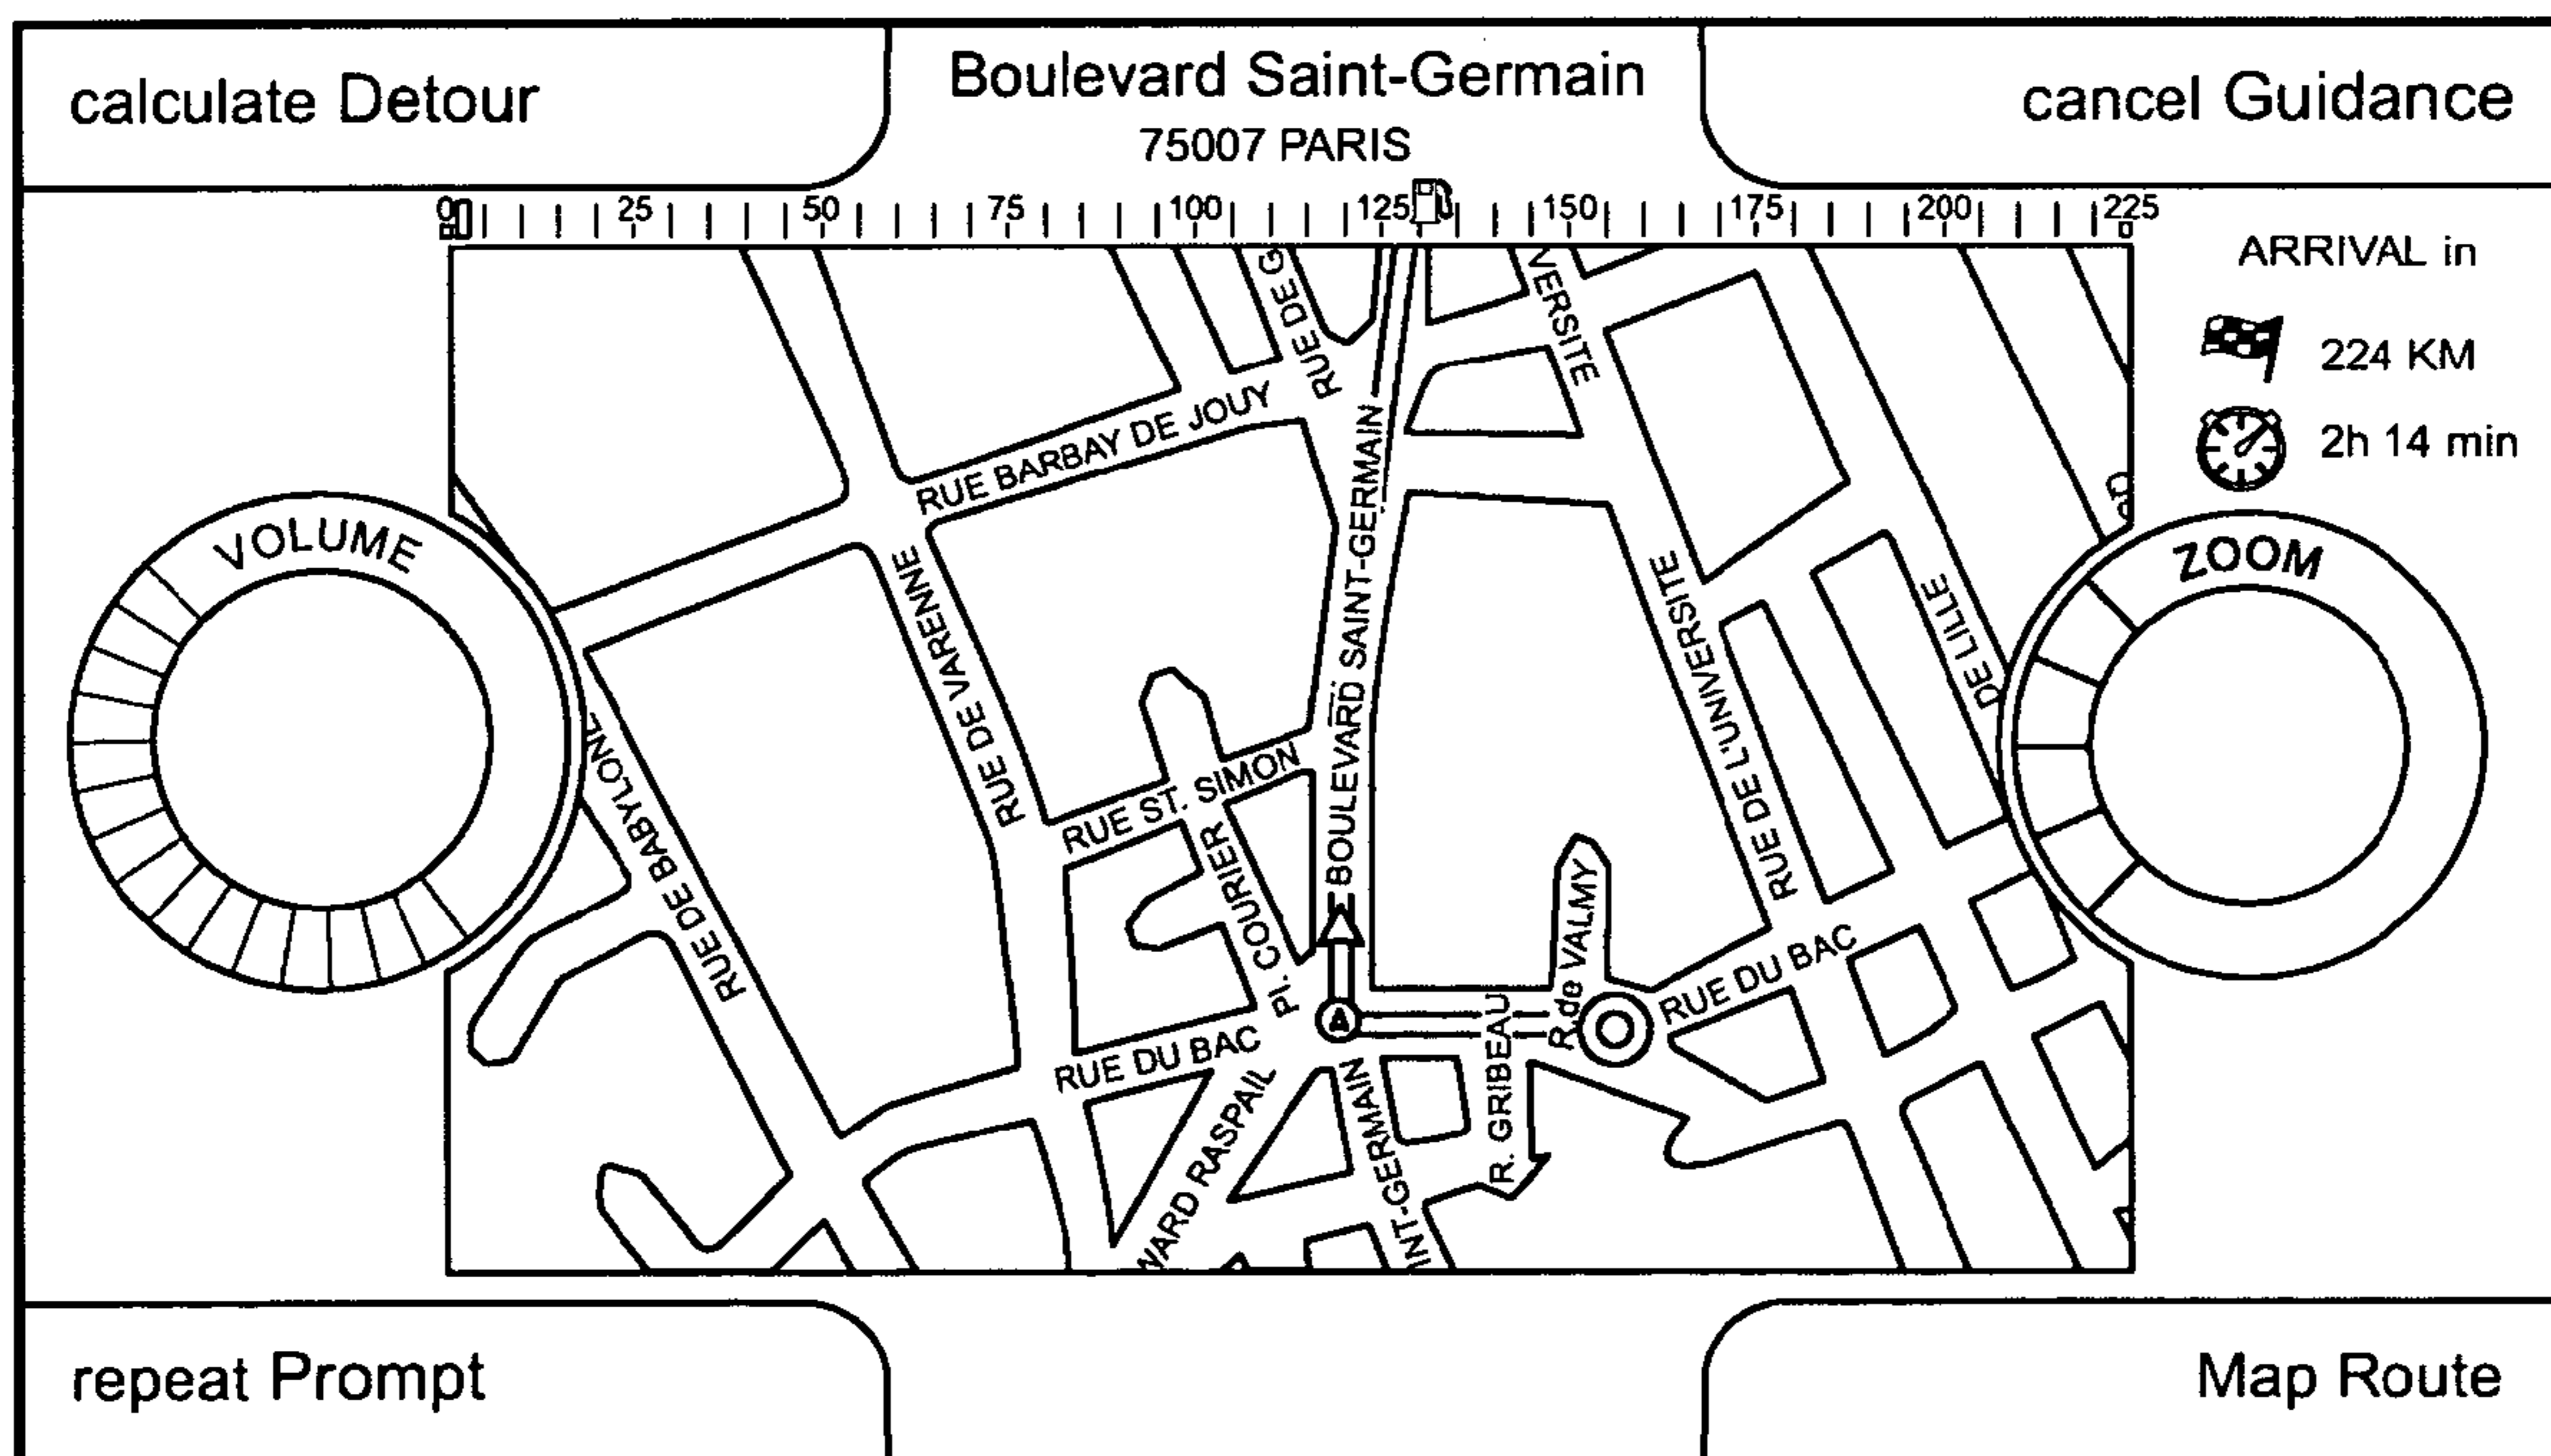 calculate Detour
Boulevard Saint-Germain
75007 PARIS
cancel Guidance
0 25 50 75 100 125 150 175 200 225
ARRIVAL in
224 KM
2h 14 min
VOLUME
ZOOM
RUE DE G
VERSITE
RUE BARBAY DE JOUY
BOULEVARD SAINT-GERMAIN
RUE DE VARENNE
RUE DE L'UNIVERSITE
DE LILLE
RUE DE BABYLONE
RUE ST. SIMON
Pl. COURIER
R. de VALMY
RUE DU BAC
A
RUE DU BAC
R. GRIBEAU
WARD RASPAIL
INT-GERMAIN
repeat Prompt
Map Route